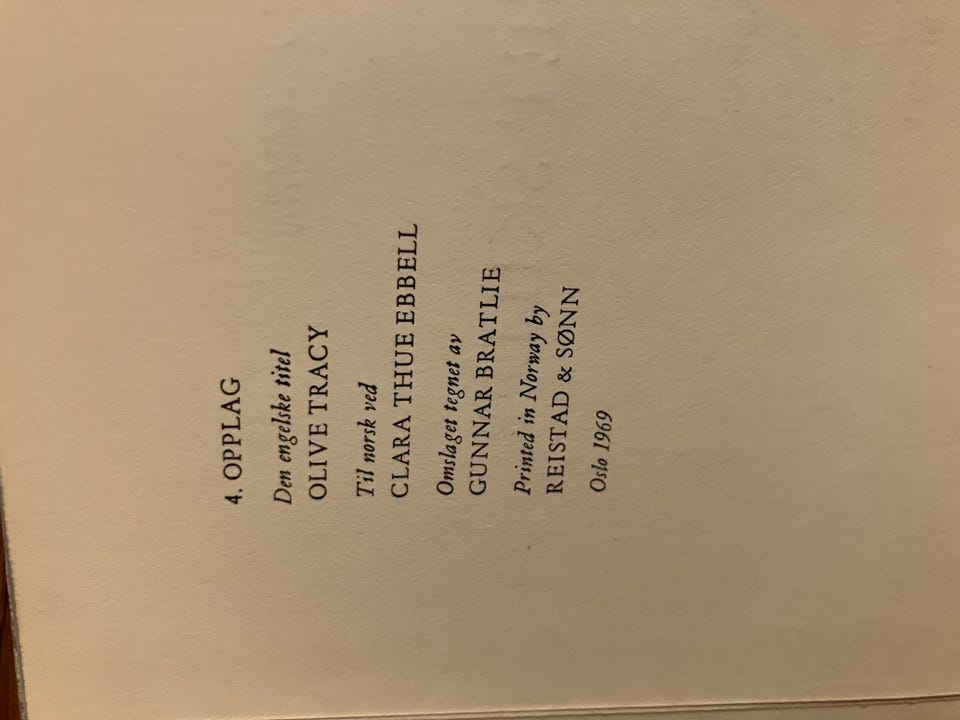 4. OPPLAG
Den engelske titel
OLIVE TRACY
Til norsk ved
CLARA THUE EBBELL
Omslaget tegnet av
GUNNAR BRATLIE
Printed in Norway by
REISTAD & SØNN
Oslo 1969